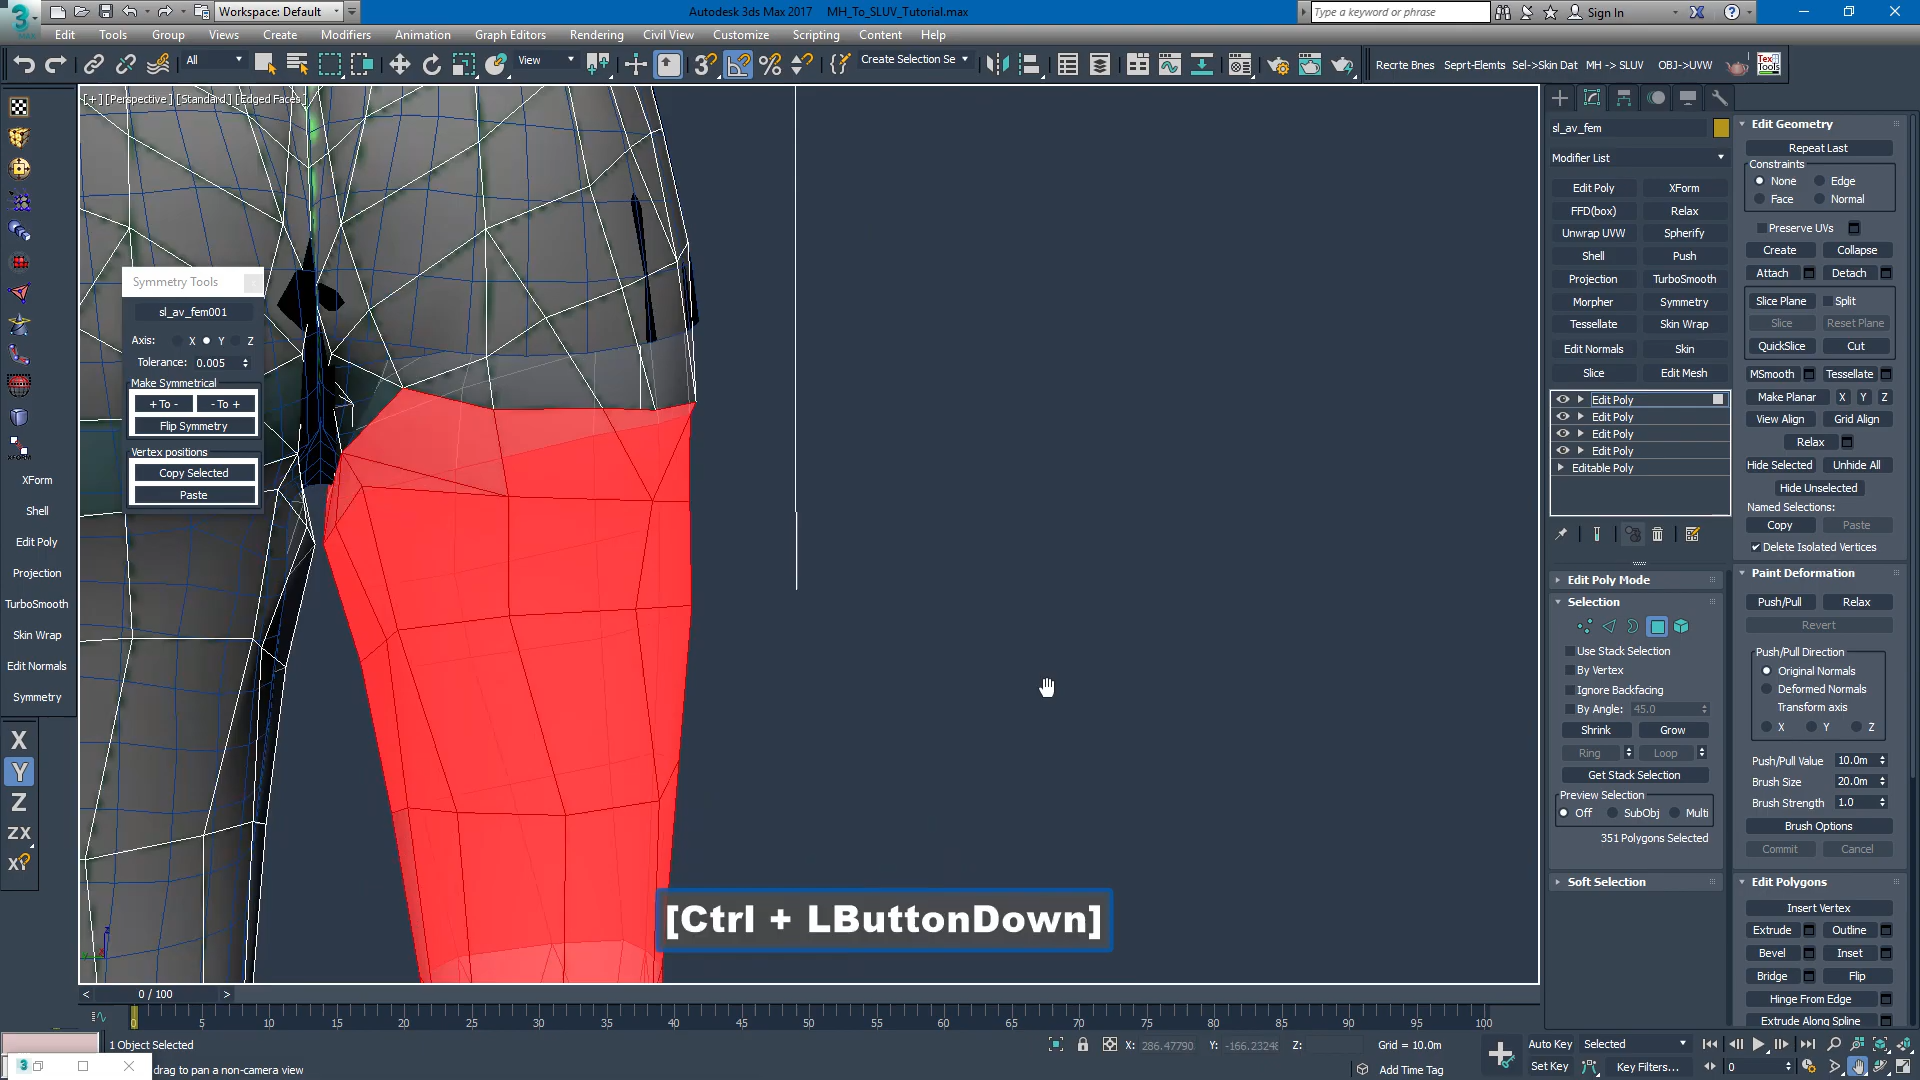 Workspace: Default
Autodesk 3ds Max 2017 MH_To_SLUV_Tutorial.max
Type a keyword or phrase
Sign In
Edit Tools Group Views Create Modifiers Animation Graph Editors Rendering Civil View Customize Scripting Content Help
All
View
Create Selection Se
Recrte Bnes Seprt-Elemts Sel->Skin Dat MH -> SLUV OBJ->UVW
[+] [Perspective] [Standard] [Edged Faces]
Symmetry Tools
sl_av_fem001
Axis: X Y Z
Tolerance: 0.005
Make Symmetrical
+ To - - To +
Flip Symmetry
Vertex positions
Copy Selected
Paste
XForm
Shell
Edit Poly
Projection
TurboSmooth
Skin Wrap
Edit Normals
Symmetry
X
Y
Z
ZX
XY
[Ctrl + LButtonDown]
sl_av_fem
Modifier List
Edit Poly XForm
FFD(box) Relax
Unwrap UVW Spherify
Shell Push
Projection TurboSmooth
Morpher Symmetry
Tessellate Skin Wrap
Edit Normals Skin
Slice Edit Mesh
Edit Poly
Edit Poly
Edit Poly
Edit Poly
Editable Poly
Edit Poly Mode
Selection
Use Stack Selection
By Vertex
Ignore Backfacing
By Angle: 45.0
Shrink Grow
Ring Loop
Get Stack Selection
Preview Selection
Off SubObj Multi
351 Polygons Selected
Soft Selection
Edit Geometry
Repeat Last
Constraints
None Edge
Face Normal
Preserve UVs
Create Collapse
Attach Detach
Slice Plane Split
Slice Reset Plane
QuickSlice Cut
MSmooth Tessellate
Make Planar X Y Z
View Align Grid Align
Relax
Hide Selected Unhide All
Hide Unselected
Named Selections:
Copy Paste
Delete Isolated Vertices
Paint Deformation
Push/Pull Relax
Revert
Push/Pull Direction
Original Normals
Deformed Normals
Transform axis
X Y Z
Push/Pull Value 10.0m
Brush Size 20.0m
Brush Strength 1.0
Brush Options
Commit Cancel
Edit Polygons
Insert Vertex
Extrude Outline
Bevel Inset
Bridge Flip
Hinge From Edge
Extrude Along Spline
< 0 / 100 >
0 5 10 15 20 25 30 35 40 45 50 55 60 65 70 75 80 85 90 95 100
1 Object Selected
drag to pan a non-camera view
X: 286.47790 Y: -166.2324 Z: Grid = 10.0m
Add Time Tag
Auto Key Selected
Set Key Key Filters...
0